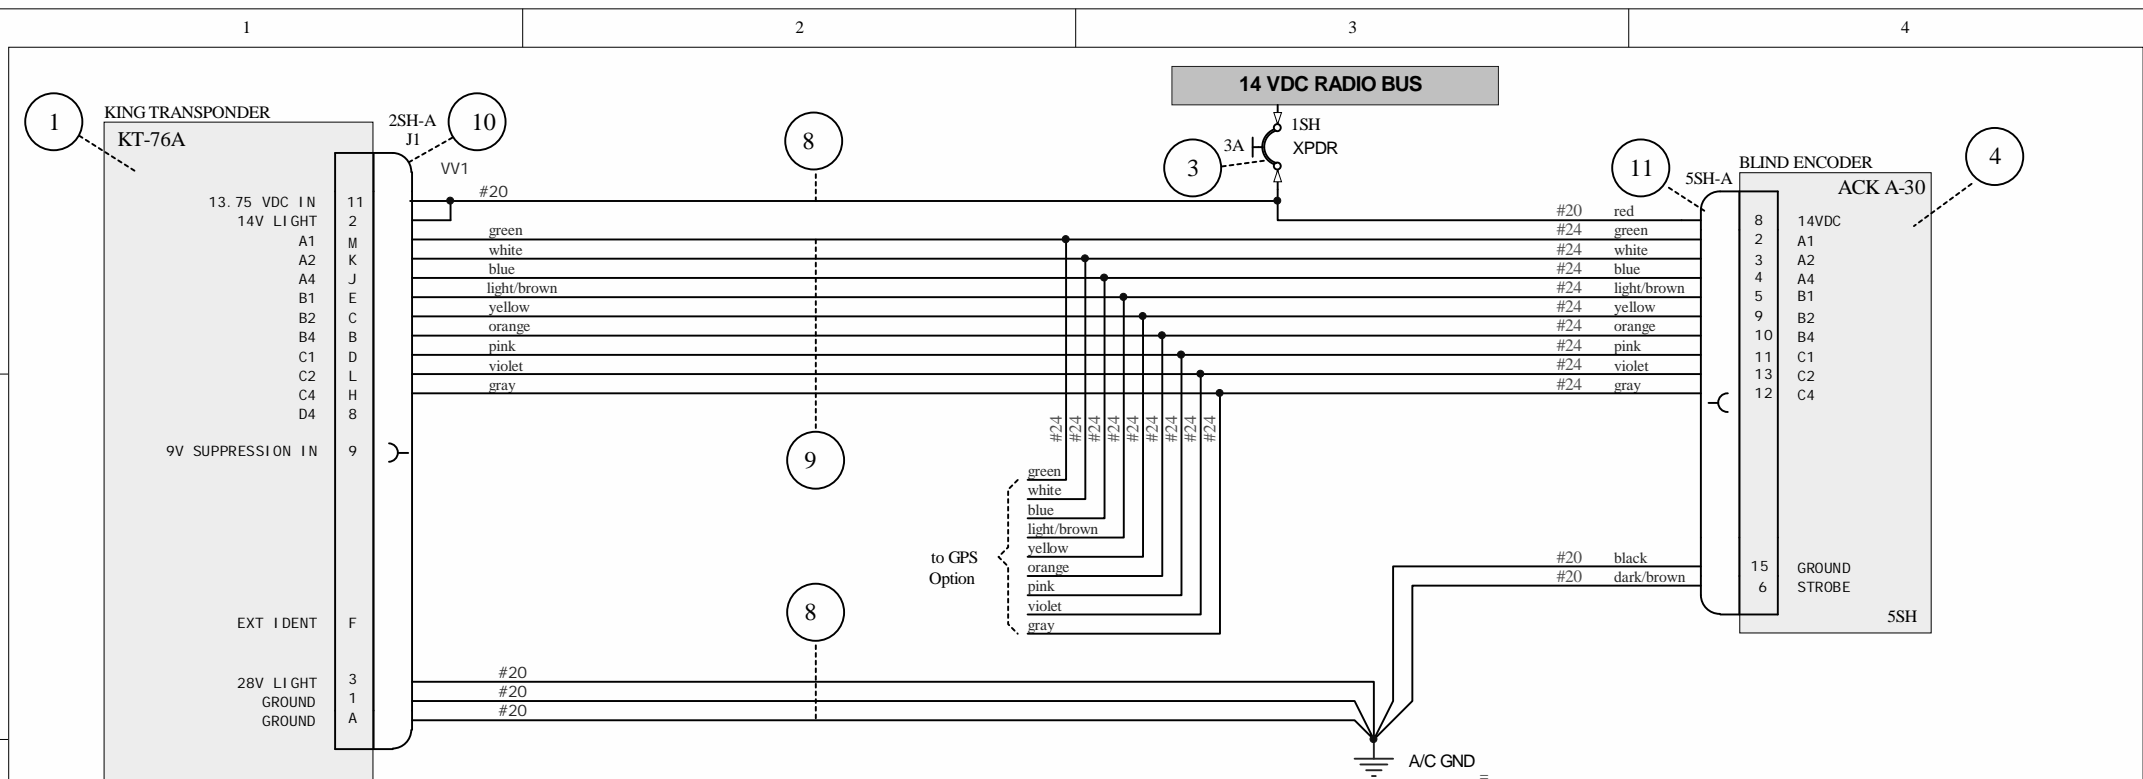 1 2 3 4
14 VDC RADIO BUS
1 KING TRANSPONDER
KT-76A
2SH-A 10
J1
VV1
8
1SH
3A XPDR
3
11 5SH-A
BLIND ENCODER 4
ACK A-30
13.75 VDC IN 11 #20
14V LIGHT 2 #20 red 8 14VDC
A1 M green #24 green 2 A1
A2 K white #24 white 3 A2
A4 J blue #24 blue 4 A4
B1 E light/brown #24 light/brown 5 B1
B2 C yellow #24 yellow 9 B2
B4 B orange #24 orange 10 B4
C1 D pink #24 pink 11 C1
C2 L violet #24 violet 13 C2
C4 H gray #24 gray 12 C4
D4 8
#24 #24 #24 #24 #24 #24 #24 #24 #24
9V SUPPRESSION IN 9
9
green
white
blue
light/brown
yellow
orange
pink
violet
gray
to GPS
Option
#20 black 15 GROUND
#20 dark/brown 6 STROBE
5SH
8
EXT IDENT F
28V LIGHT 3 #20
GROUND 1 #20
GROUND A #20
A/C GND